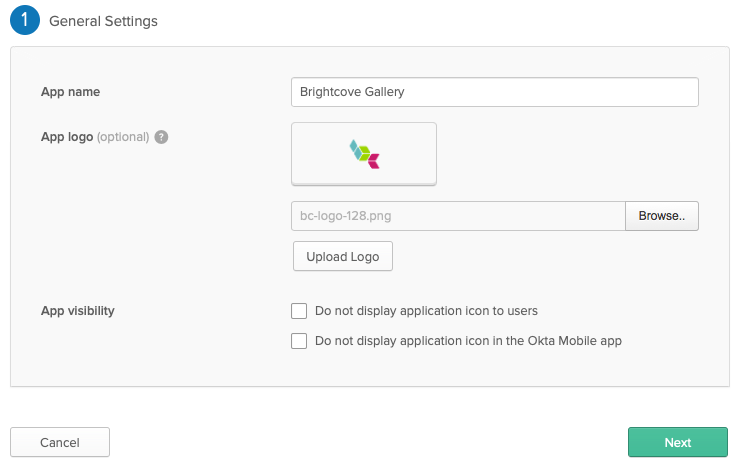 1 General Settings
App name Brightcove Gallery
App logo (optional) ?
bc-logo-128.png Browse..
Upload Logo
App visibility Do not display application icon to users
Do not display application icon in the Okta Mobile app
Cancel Next